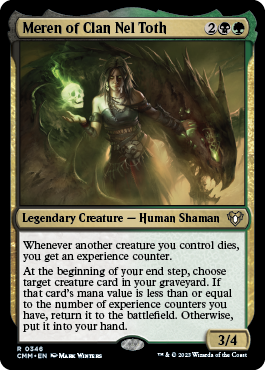 Meren of Clan Nel Toth 2
Legendary Creature — Human Shaman
Whenever another creature you control dies,
you get an experience counter.
At the beginning of your end step, choose
target creature card in your graveyard. If
that card's mana value is less than or equal
to the number of experience counters you
have, return it to the battlefield. Otherwise,
put it into your hand.
3/4
R 0346
CMM • EN Mark Winters ™ & © 2023 Wizards of the Coast